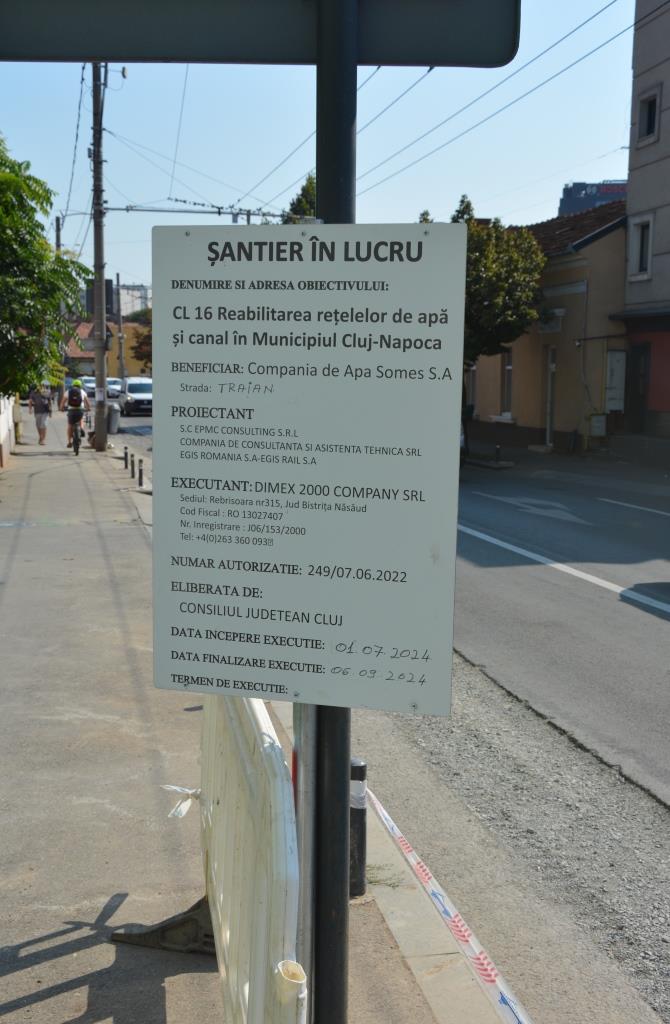 ȘANTIER ÎN LUCRU
DENUMIRE SI ADRESA OBIECTIVULUI:
CL 16 Reabilitarea rețelelor de apă
și canal în Municipiul Cluj-Napoca
BENEFICIAR: Compania de Apa Somes S.A
Strada: TRAIAN
PROIECTANT
S.C EPMC CONSULTING S.R.L
COMPANIA DE CONSULTANTA SI ASISTENTA TEHNICA SRL
EGIS ROMANIA S.A-EGIS RAIL S.A
EXECUTANT: DIMEX 2000 COMPANY SRL
Sediul: Rebrisoara nr315, Jud Bistrița Năsăud
Cod Fiscal : RO 13027407
Nr. Inregistrare : J06/153/2000
Tel: +4(0)263 360 093
NUMAR AUTORIZATIE: 249/07.06.2022
ELIBERATA DE:
CONSILIUL JUDETEAN CLUJ
DATA INCEPERE EXECUTIE: 01.07.2024
DATA FINALIZARE EXECUTIE: 06.09.2024
TERMEN DE EXECUTIE: